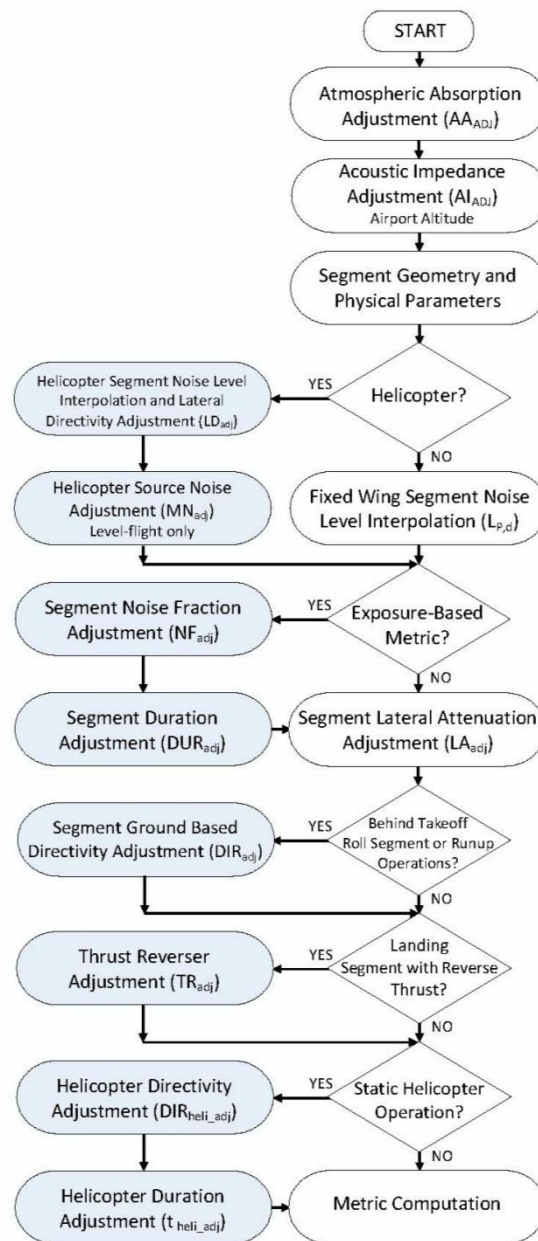 START
Atmospheric Absorption
Adjustment (AA_ADJ)
Acoustic Impedance
Adjustment (AI_ADJ)
Airport Altitude
Segment Geometry and
Physical Parameters
Helicopter?
YES
NO
Helicopter Segment Noise Level
Interpolation and Lateral
Directivity Adjustment (LD_adj)
Helicopter Source Noise
Adjustment (MN_adj)
Level-flight only
Fixed Wing Segment Noise
Level Interpolation (L_P,d)
Exposure-Based
Metric?
YES
NO
Segment Noise Fraction
Adjustment (NF_adj)
Segment Duration
Adjustment (DUR_adj)
Segment Lateral Attenuation
Adjustment (LA_adj)
Behind Takeoff
Roll Segment or Runup
Operations?
YES
NO
Segment Ground Based
Directivity Adjustment (DIR_adj)
Landing
Segment with Reverse
Thrust?
YES
NO
Thrust Reverser
Adjustment (TR_adj)
Static Helicopter
Operation?
YES
NO
Helicopter Directivity
Adjustment (DIR_heli_adj)
Helicopter Duration
Adjustment (t_heli_adj)
Metric Computation